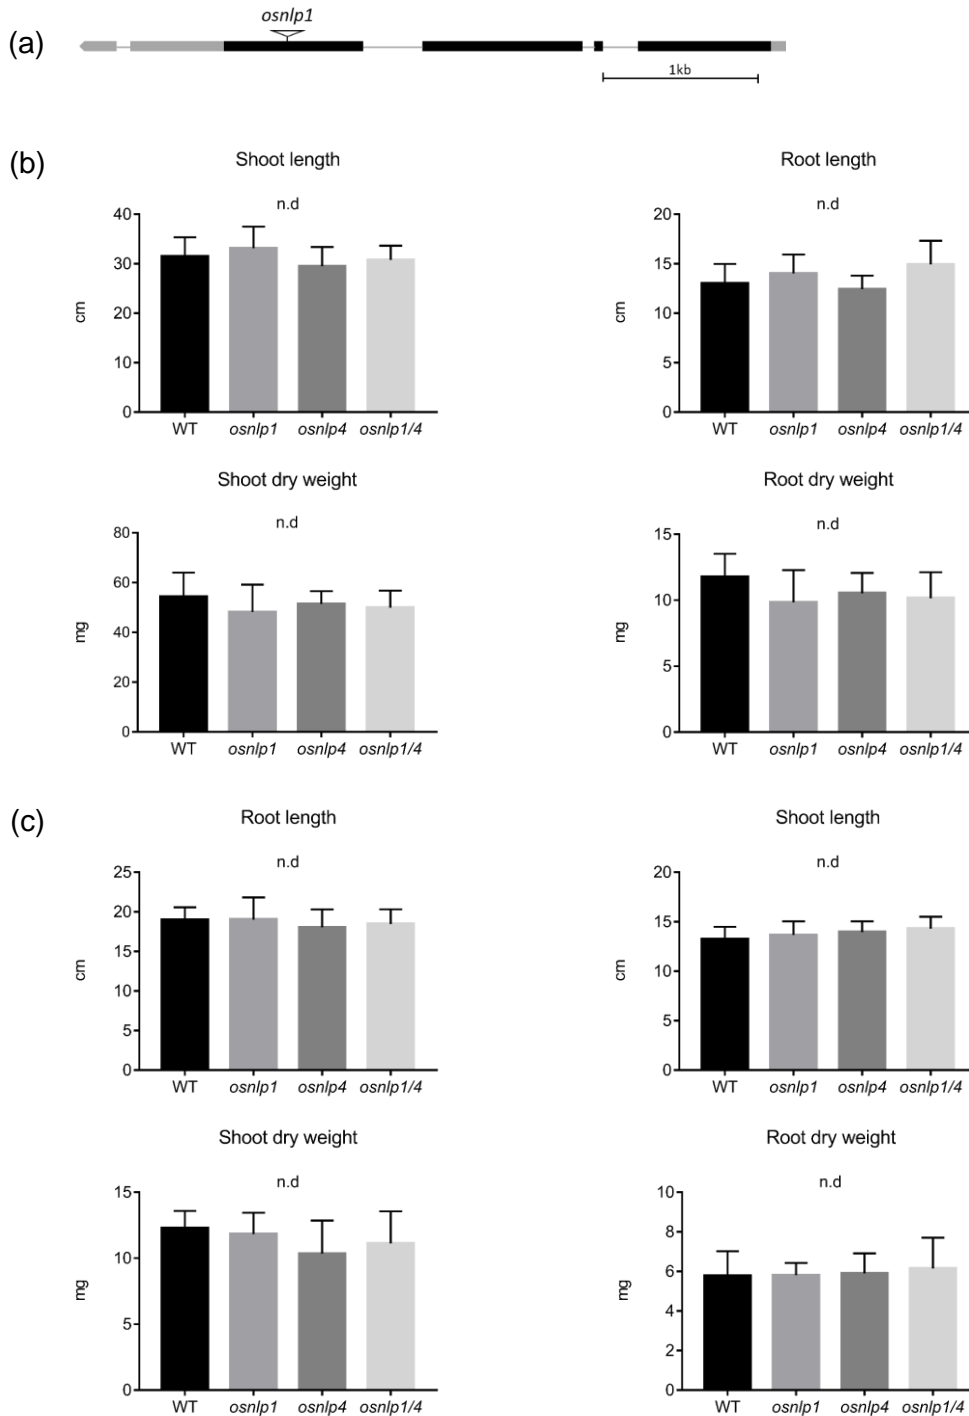 (a)
osnlp1
1kb
(b)
Shoot length
n.d
40
30
20
10
0
cm
WT osnlp1 osnlp4 osnlp1/4
Root length
n.d
20
15
10
5
0
cm
WT osnlp1 osnlp4 osnlp1/4
Shoot dry weight
n.d
80
60
40
20
0
mg
WT osnlp1 osnlp4 osnlp1/4
Root dry weight
n.d
15
10
5
0
mg
WT osnlp1 osnlp4 osnlp1/4
(c)
Root length
n.d
25
20
15
10
5
0
cm
WT osnlp1 osnlp4 osnlp1/4
Shoot length
n.d
20
15
10
5
0
cm
WT osnlp1 osnlp4 osnlp1/4
Shoot dry weight
n.d
15
10
5
0
mg
WT osnlp1 osnlp4 osnlp1/4
Root dry weight
n.d
10
8
6
4
2
0
mg
WT osnlp1 osnlp4 osnlp1/4